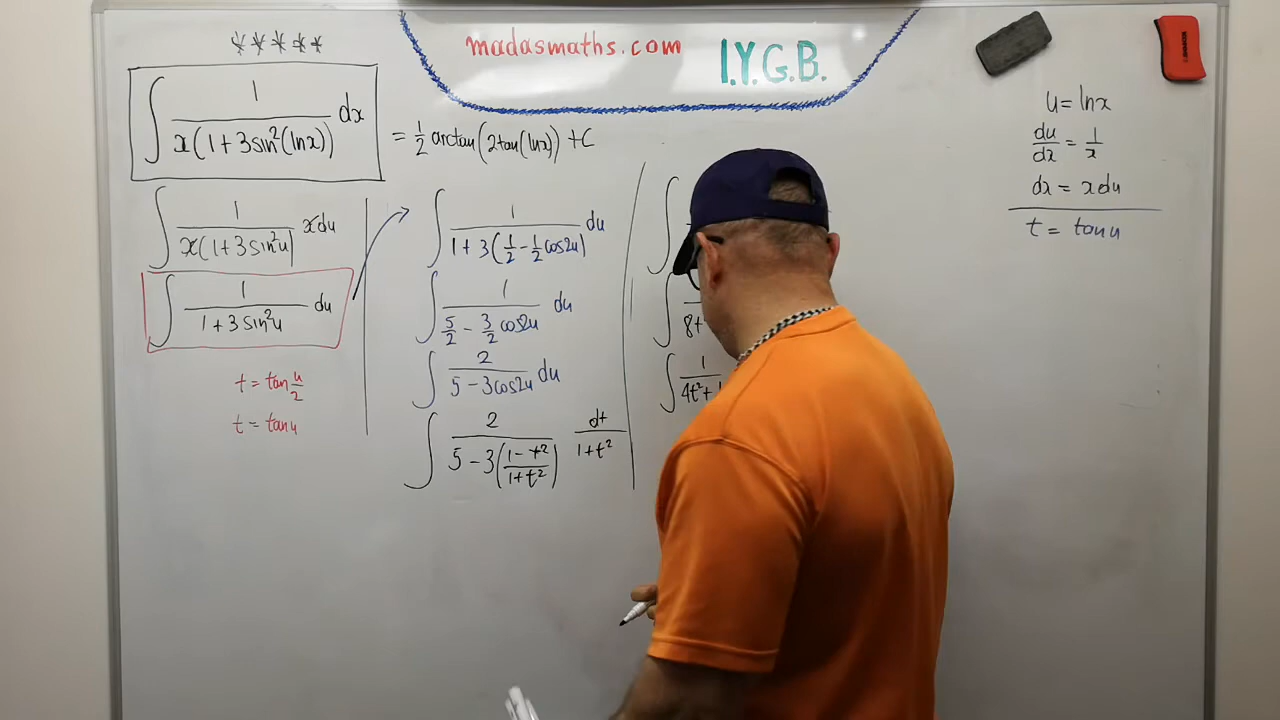 *****
madasmaths.com
I.Y.G.B.
∫ 1/(x(1+3sin²(lnx))) dx = ½ arctan(2tan(lnx)) + C
∫ 1/(x(1+3sin²u)) x du
∫ 1/(1+3sin²u) du
t = tan u/2
t = tan u
∫ 1/(1+3(½-½cos2u)) du
∫ 1/(5/2 - 3/2 cos2u) du
∫ 2/(5-3cos2u) du
∫ 2/(5-3((1-t²)/(1+t²))) dt/(1+t²)
∫
∫ 8t
∫ 1/(4t²+
u = lnx
du/dx = 1/x
dx = x du
t = tan u